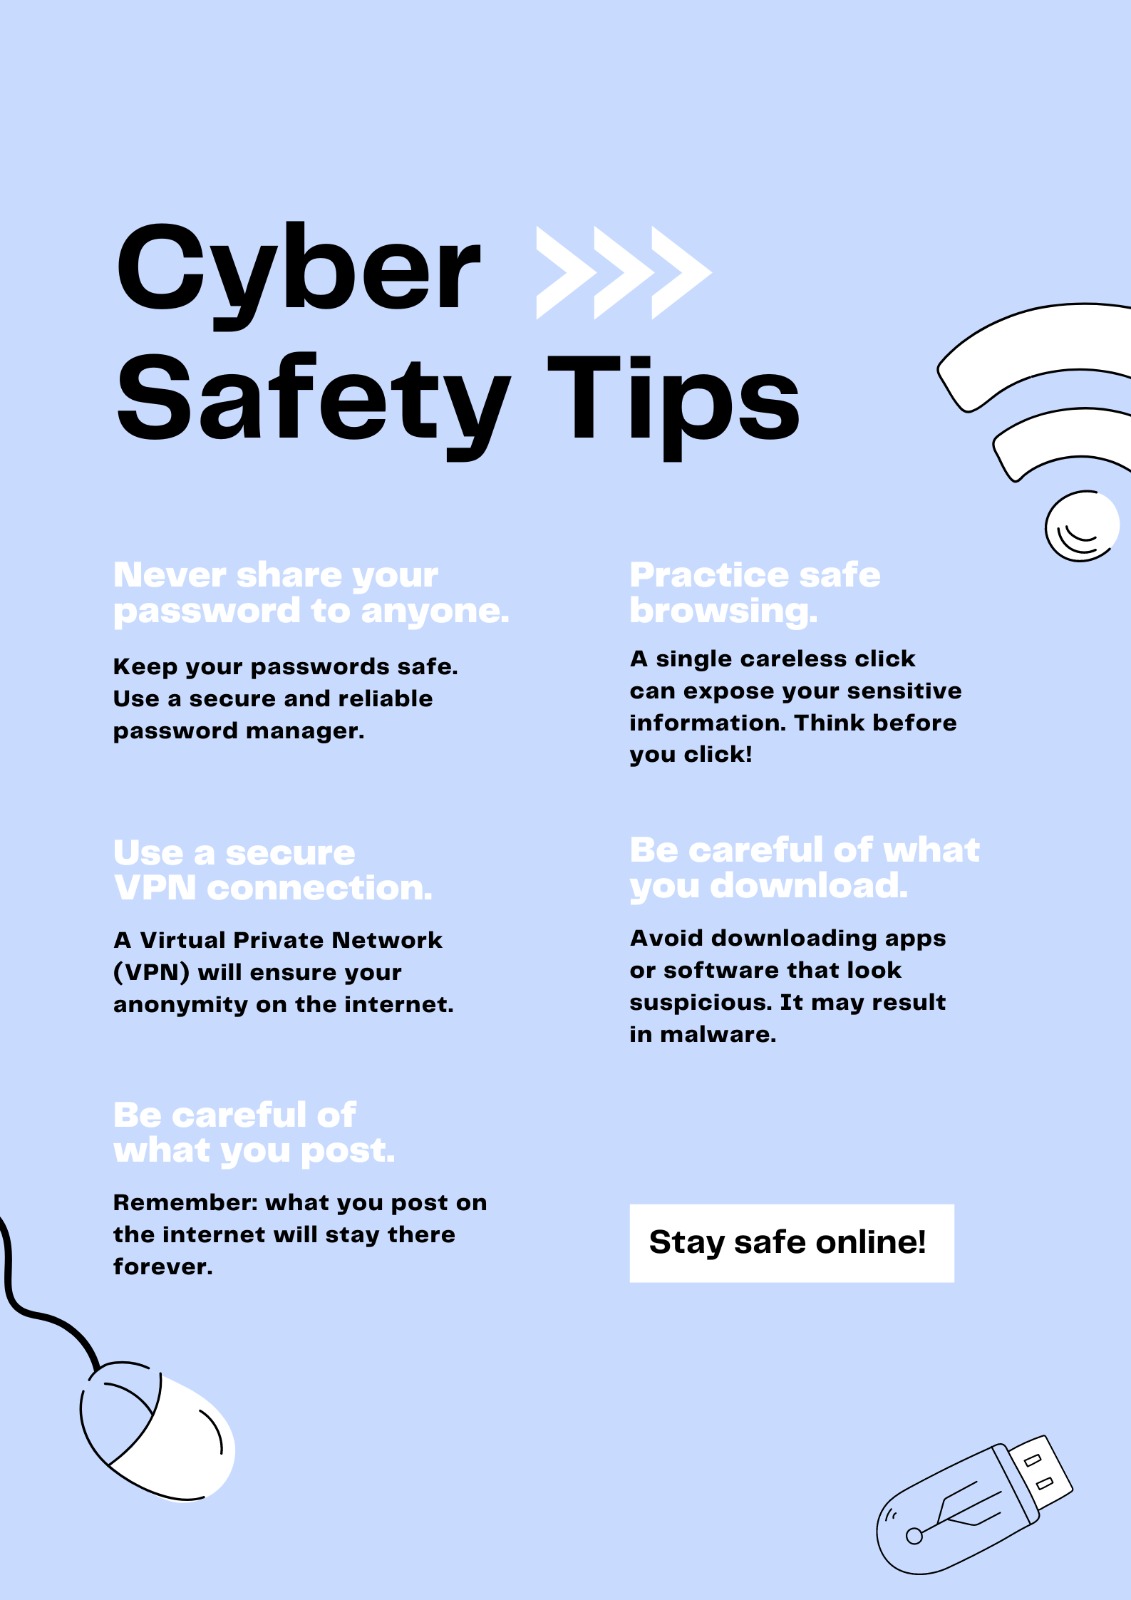 Cyber
Safety Tips
Never share your
password to anyone.
Keep your passwords safe.
Use a secure and reliable
password manager.
Use a secure
VPN connection.
A Virtual Private Network
(VPN) will ensure your
anonymity on the internet.
Be careful of
what you post.
Remember: what you post on
the internet will stay there
forever.
Practice safe
browsing.
A single careless click
can expose your sensitive
information. Think before
you click!
Be careful of what
you download.
Avoid downloading apps
or software that look
suspicious. It may result
in malware.
Stay safe online!